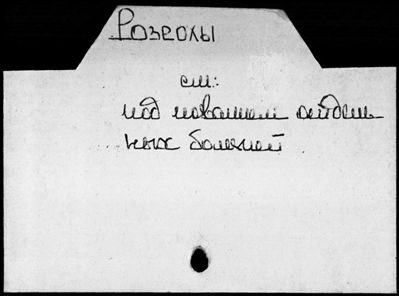 Розеолы
см:
под названием отдель
ных болезней